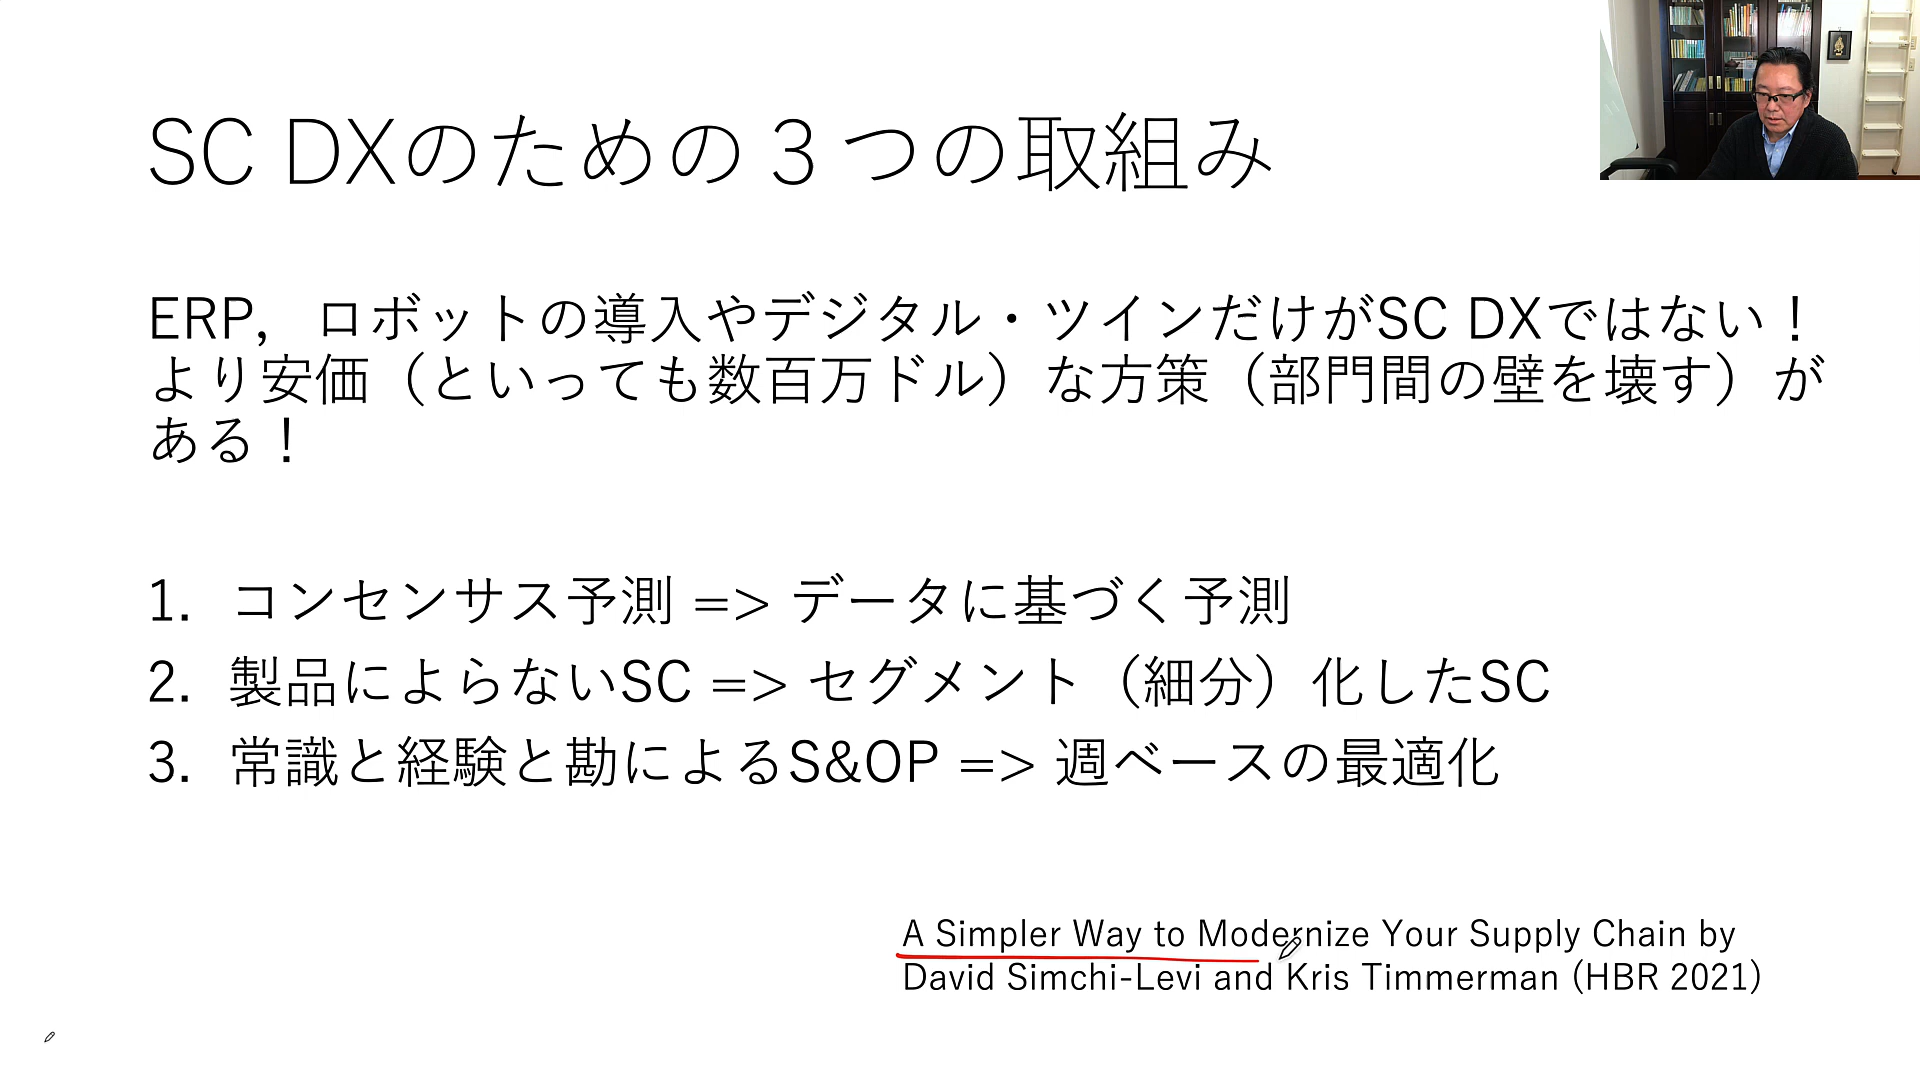 SC DXのための３つの取組み
ERP，ロボットの導入やデジタル・ツインだけがSC DXではない！
より安価（といっても数百万ドル）な方策（部門間の壁を壊す）が
ある！
1. コンセンサス予測 => データに基づく予測
2. 製品によらないSC => セグメント（細分）化したSC
3. 常識と経験と勘によるS&OP => 週ベースの最適化
A Simpler Way to Modernize Your Supply Chain by
David Simchi-Levi and Kris Timmerman (HBR 2021)